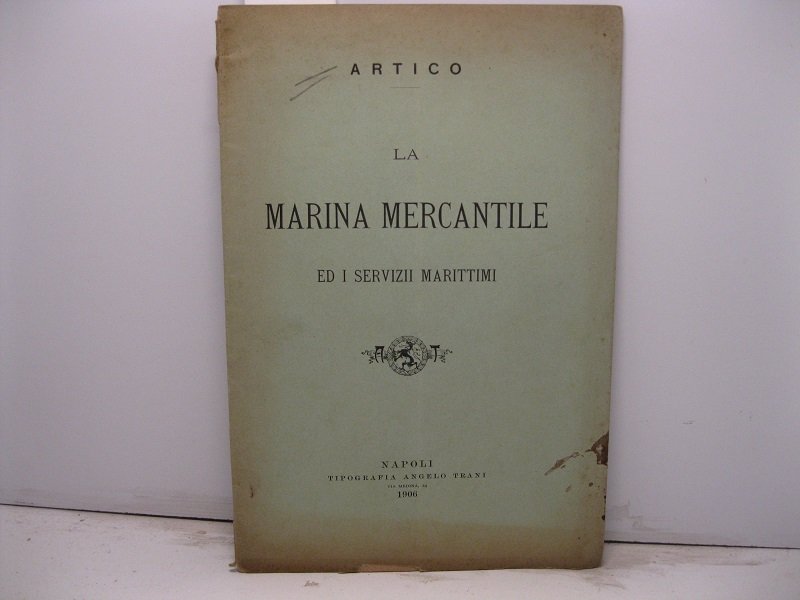 ARTICO
LA
MARINA MERCANTILE
ED I SERVIZII MARITTIMI
A T
NAPOLI
TIPOGRAFIA ANGELO TRANI
1906